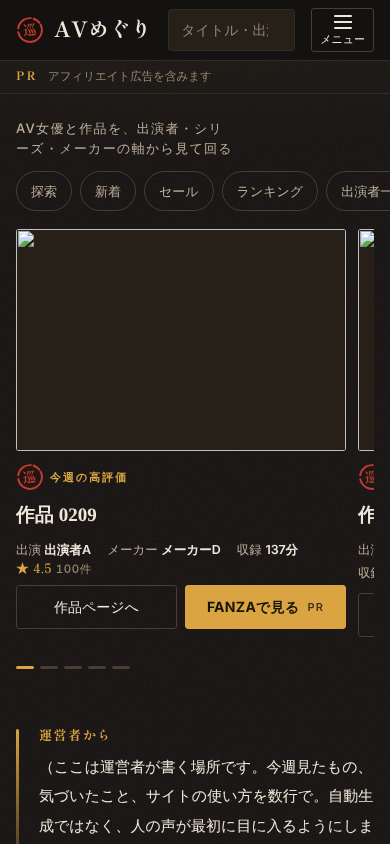 巡 AVめぐり
タイトル・出
メニュー
PR アフィリエイト広告を含みます
AV女優と作品を、出演者・シリ
ーズ・メーカーの軸から見て回る
探索 新着 セール ランキング 出演者一
巡 今週の高評価
作品 0209
出演 出演者A メーカー メーカーD 収録 137分
★ 4.5 100件
作品ページへ FANZAで見る PR
運営者から
（ここは運営者が書く場所です。今週見たもの、
気づいたこと、サイトの使い方を数行で。自動生
成ではなく、人の声が最初に目に入るようにしま